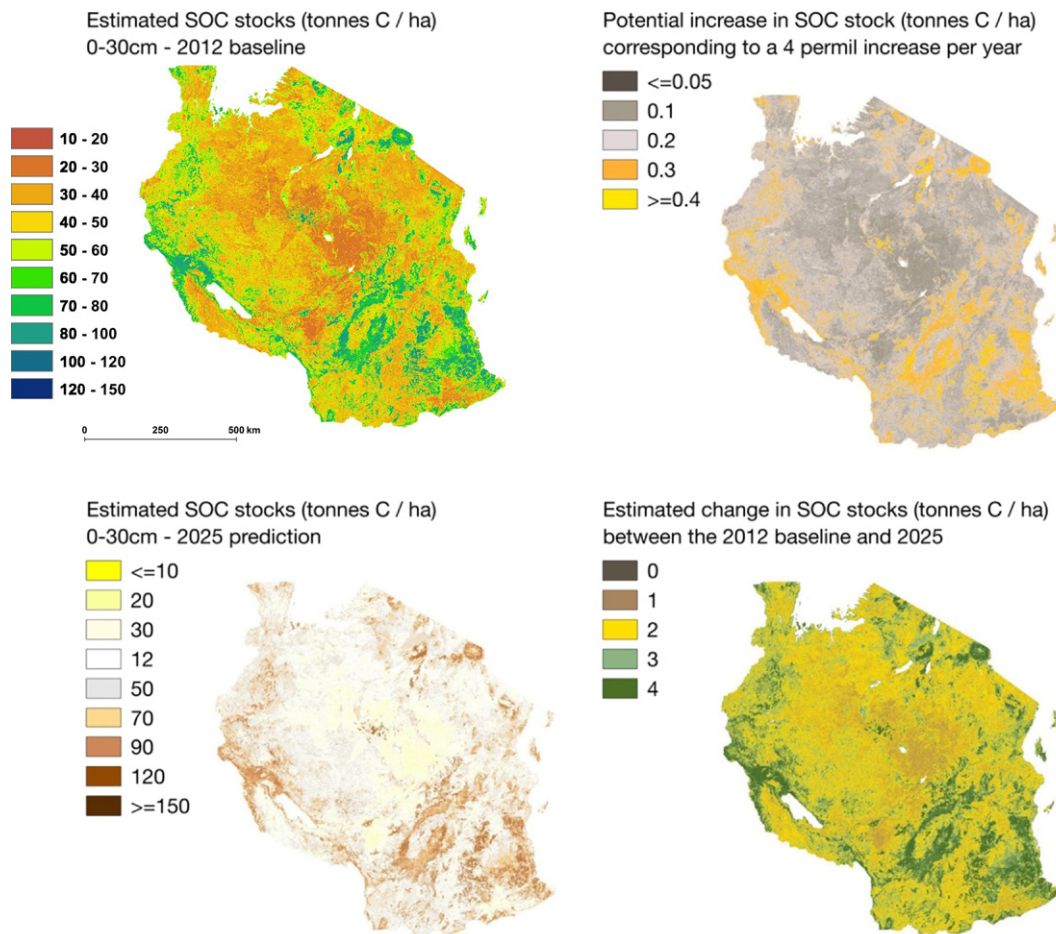 Estimated SOC stocks (tonnes C / ha)
0-30cm - 2012 baseline
10 - 20
20 - 30
30 - 40
40 - 50
50 - 60
60 - 70
70 - 80
80 - 100
100 - 120
120 - 150
0 250 500 km
Potential increase in SOC stock (tonnes C / ha)
corresponding to a 4 permil increase per year
<=0.05
0.1
0.2
0.3
>=0.4
Estimated SOC stocks (tonnes C / ha)
0-30cm - 2025 prediction
<=10
20
30
12
50
70
90
120
>=150
Estimated change in SOC stocks (tonnes C / ha)
between the 2012 baseline and 2025
0
1
2
3
4